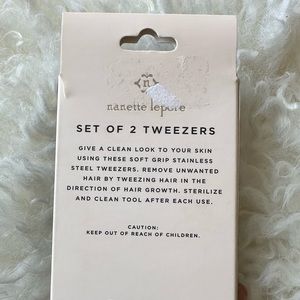 n
nanette lepore
SET OF 2 TWEEZERS
GIVE A CLEAN LOOK TO YOUR SKIN
USING THESE SOFT GRIP STAINLESS
STEEL TWEEZERS. REMOVE UNWANTED
HAIR BY TWEEZING HAIR IN THE
DIRECTION OF HAIR GROWTH. STERILIZE
AND CLEAN TOOL AFTER EACH USE.
CAUTION:
KEEP OUT OF REACH OF CHILDREN.